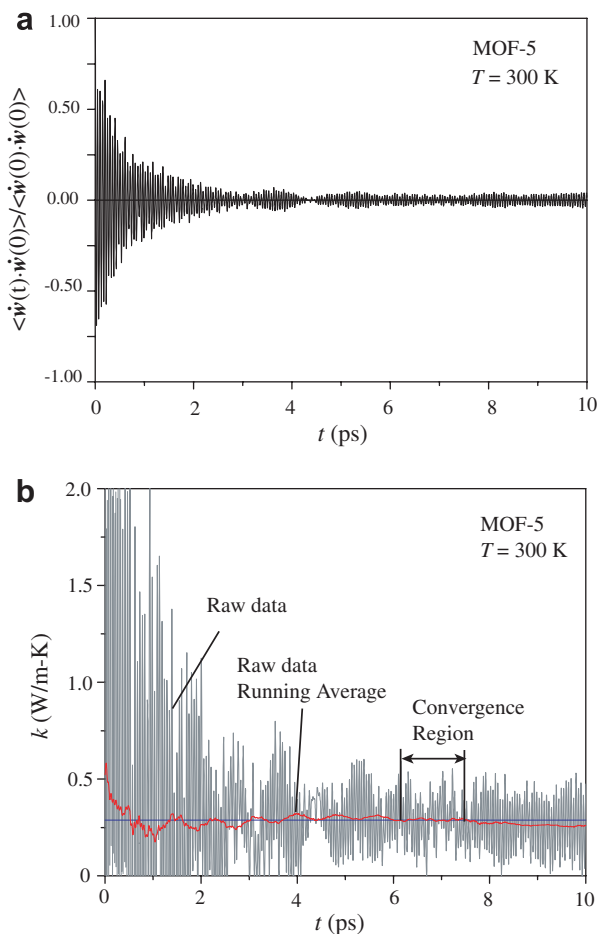 a
1.00
0.50
0.00
-0.50
-1.00
<ẇ(t)·ẇ(0)>/<ẇ(0)·ẇ(0)>
MOF-5
T = 300 K
0
2
4
6
8
10
t (ps)
b
2.0
1.5
1.0
0.5
0
k (W/m-K)
MOF-5
T = 300 K
Raw data
Raw data
Running Average
Convergence
Region
0
2
4
6
8
10
t (ps)